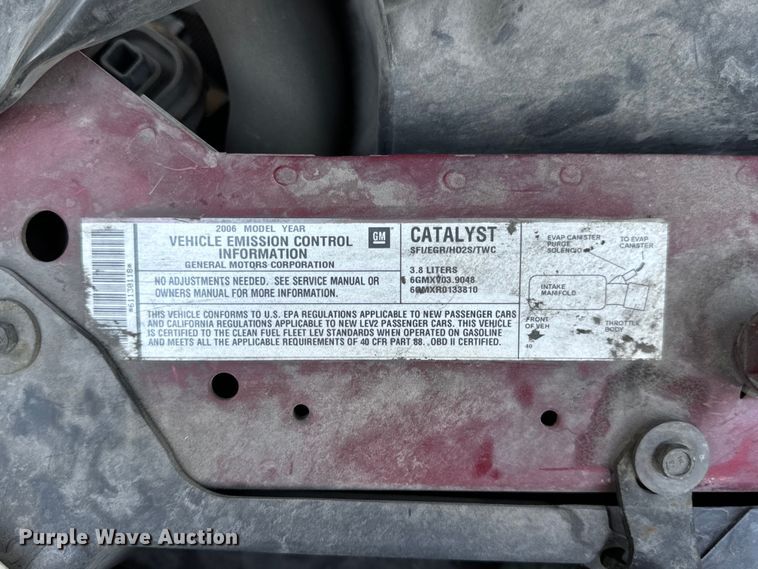 *61130118*
2006 MODEL YEAR
VEHICLE EMISSION CONTROL
INFORMATION
GENERAL MOTORS CORPORATION
GM
NO ADJUSTMENTS NEEDED. SEE SERVICE MANUAL OR
OWNERS MANUAL FOR MORE INFORMATION.
CATALYST
SFI/EGR/HO2S/TWC
3.8 LITERS
6GMXV03.9048
6GMXR0133810
THIS VEHICLE CONFORMS TO U.S. EPA REGULATIONS APPLICABLE TO NEW PASSENGER CARS
AND CALIFORNIA REGULATIONS APPLICABLE TO NEW LEV2 PASSENGER CARS. THIS VEHICLE
IS CERTIFIED TO THE CLEAN FUEL FLEET LEV STANDARDS WHEN OPERATED ON GASOLINE
AND MEETS ALL THE APPLICABLE REQUIREMENTS OF 40 CFR PART 88. .OBD II CERTIFIED.
EVAP CANISTER
PURGE
SOLENOID
TO EVAP
CANISTER
INTAKE
MANIFOLD
FRONT
OF VEH
THROTTLE
BODY
40
Purple Wave Auction